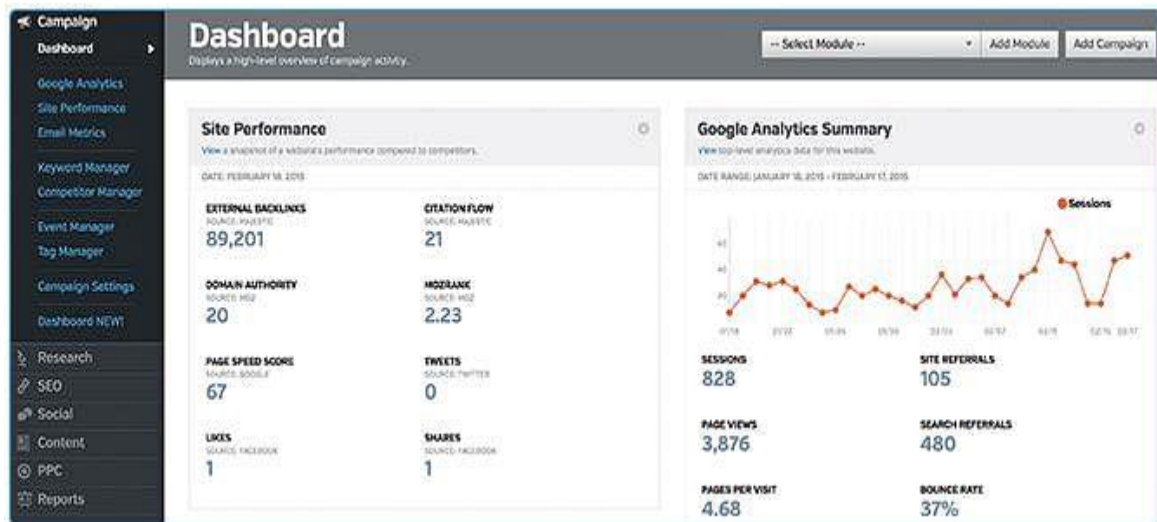 Campaign
Dashboard
Google Analytics
Site Performance
Email Metrics
Keyword Manager
Competitor Manager
Event Manager
Tag Manager
Campaign Settings
Dashboard NEW!
Research
SEO
Social
Content
PPC
Reports
Dashboard
Displays a high-level overview of campaign activity.
-- Select Module --
Add Module
Add Campaign
Site Performance
View a snapshot of a website's performance compared to competitors.
DATE: FEBRUARY 18, 2015
EXTERNAL BACKLINKS
SOURCE: MAJESTIC
89,201
CITATION FLOW
SOURCE: MAJESTIC
21
DOMAIN AUTHORITY
SOURCE: MOZ
20
MOZRANK
SOURCE: MOZ
2.23
PAGE SPEED SCORE
SOURCE: GOOGLE
67
TWEETS
SOURCE: TWITTER
0
LIKES
SOURCE: FACEBOOK
1
SHARES
SOURCE: FACEBOOK
1
Google Analytics Summary
View top-level analytics data for this website.
DATE RANGE: JANUARY 18, 2015 - FEBRUARY 17, 2015
Sessions
40
20
SESSIONS
828
SITE REFERRALS
105
PAGE VIEWS
3,876
SEARCH REFERRALS
480
PAGES PER VISIT
4.68
BOUNCE RATE
37%